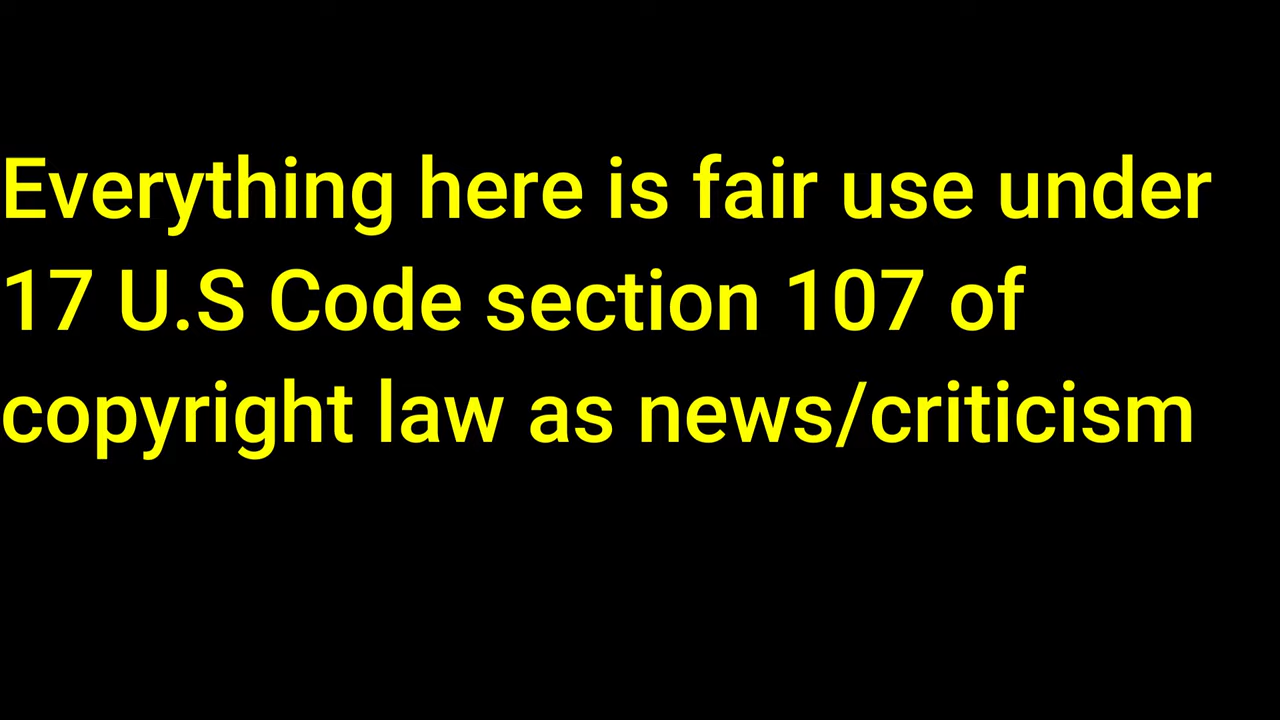 Everything here is fair use under
17 U.S Code section 107 of
copyright law as news/criticism